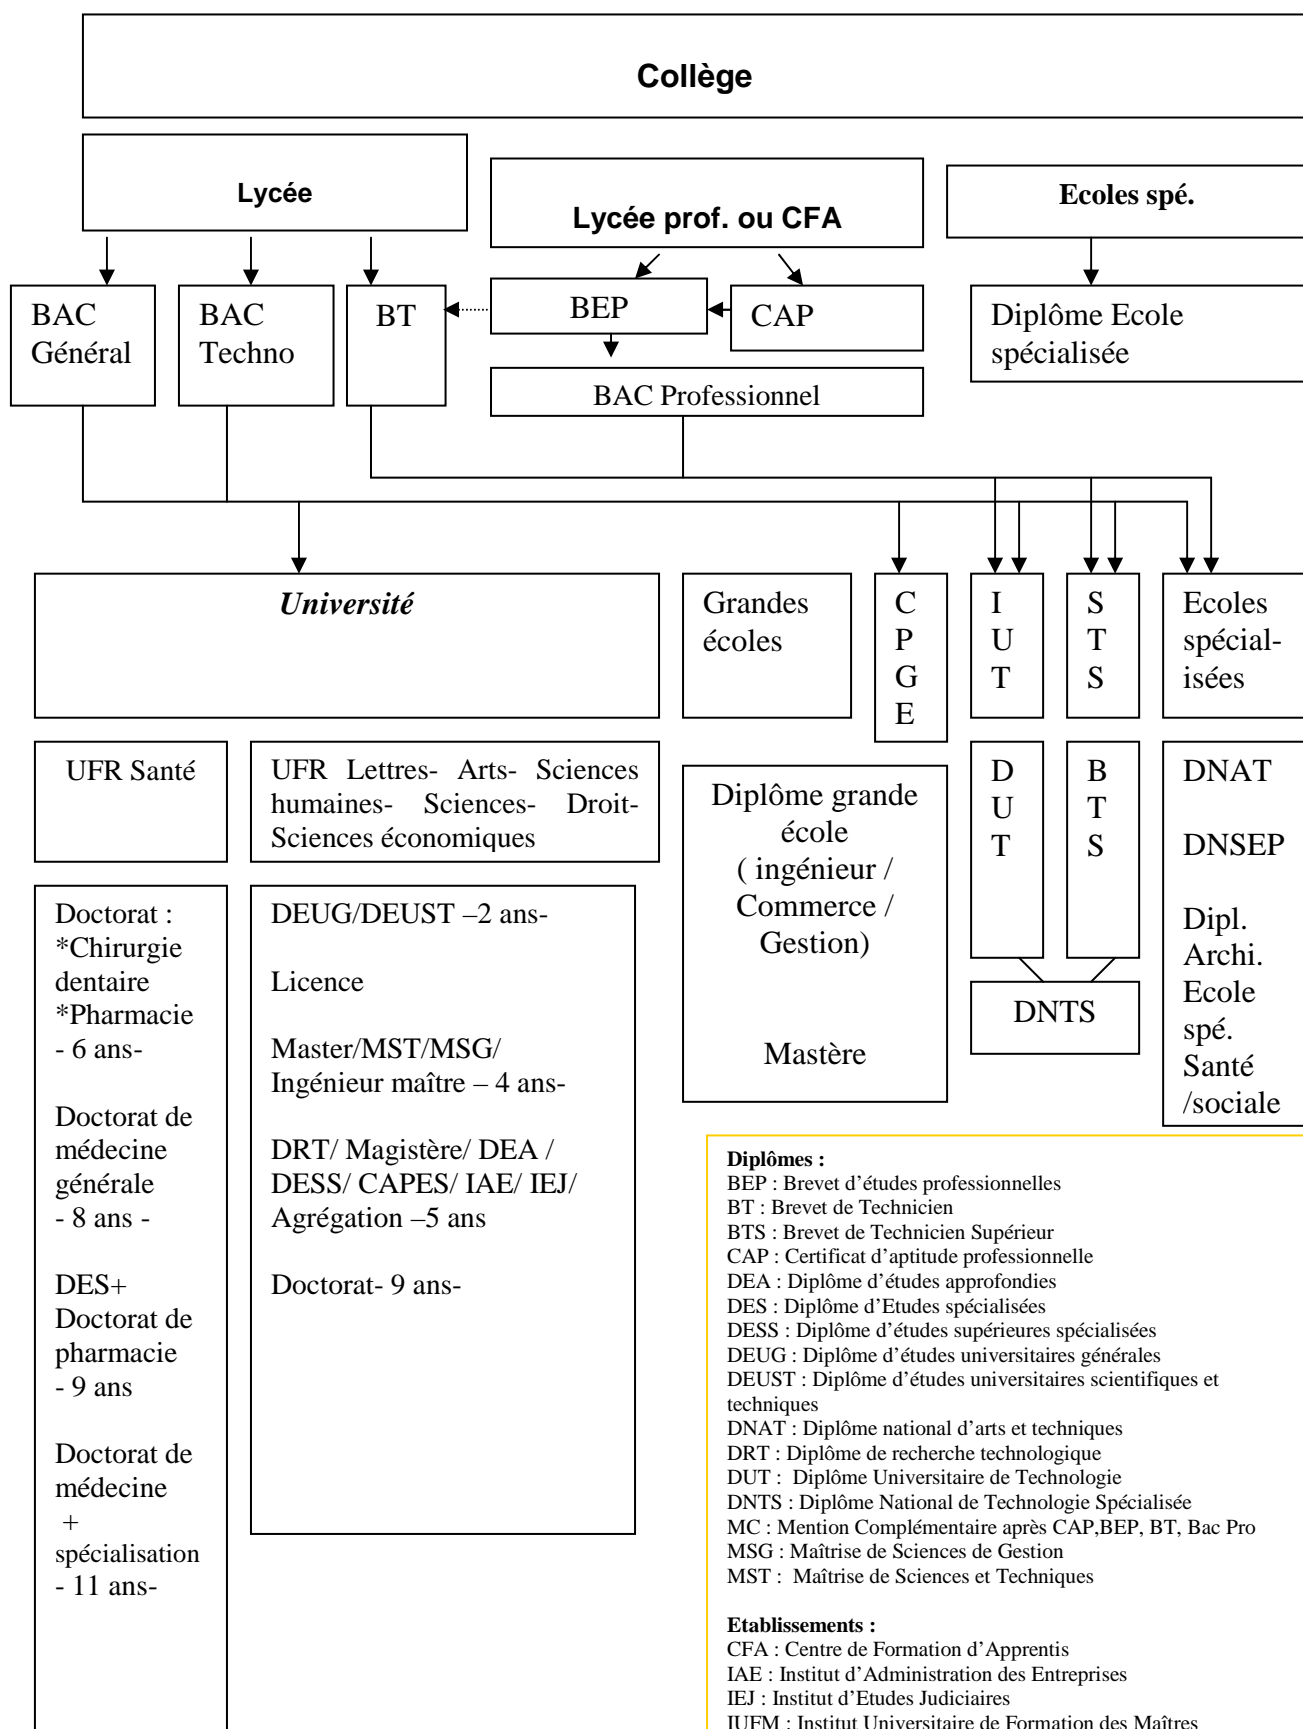 Collège
Lycée
Lycée prof. ou CFA
Ecoles spé.
BAC
Général
BAC
Techno
BT
BEP
CAP
Diplôme Ecole
spécialisée
BAC Professionnel
Université
Grandes
écoles
C
P
G
E
I
U
T
S
T
S
Ecoles
spécial-
isées
UFR Santé
UFR Lettres- Arts- Sciences
humaines- Sciences- Droit-
Sciences économiques
Diplôme grande
école
( ingénieur /
Commerce /
Gestion)
Mastère
D
U
T
B
T
S
DNTS
DNAT
DNSEP
Dipl.
Archi.
Ecole
spé.
Santé
/sociale
Doctorat :
*Chirurgie
dentaire
*Pharmacie
- 6 ans-
Doctorat de
médecine
générale
- 8 ans -
DES+
Doctorat de
pharmacie
- 9 ans
Doctorat de
médecine
+
spécialisation
- 11 ans-
DEUG/DEUST –2 ans-
Licence
Master/MST/MSG/
Ingénieur maître – 4 ans-
DRT/ Magistère/ DEA /
DESS/ CAPES/ IAE/ IEJ/
Agrégation –5 ans
Doctorat- 9 ans-
Diplômes :
BEP : Brevet d’études professionnelles
BT : Brevet de Technicien
BTS : Brevet de Technicien Supérieur
CAP : Certificat d’aptitude professionnelle
DEA : Diplôme d’études approfondies
DES : Diplôme d’Etudes spécialisées
DESS : Diplôme d’études supérieures spécialisées
DEUG : Diplôme d’études universitaires générales
DEUST : Diplôme d’études universitaires scientifiques et
techniques
DNAT : Diplôme national d’arts et techniques
DRT : Diplôme de recherche technologique
DUT :  Diplôme Universitaire de Technologie
DNTS : Diplôme National de Technologie Spécialisée
MC : Mention Complémentaire après CAP,BEP, BT, Bac Pro
MSG : Maîtrise de Sciences de Gestion
MST :  Maîtrise de Sciences et Techniques
Etablissements :
CFA : Centre de Formation d’Apprentis
IAE : Institut d’Administration des Entreprises
IEJ : Institut d’Etudes Judiciaires
IUFM : Institut Universitaire de Formation des Maîtres